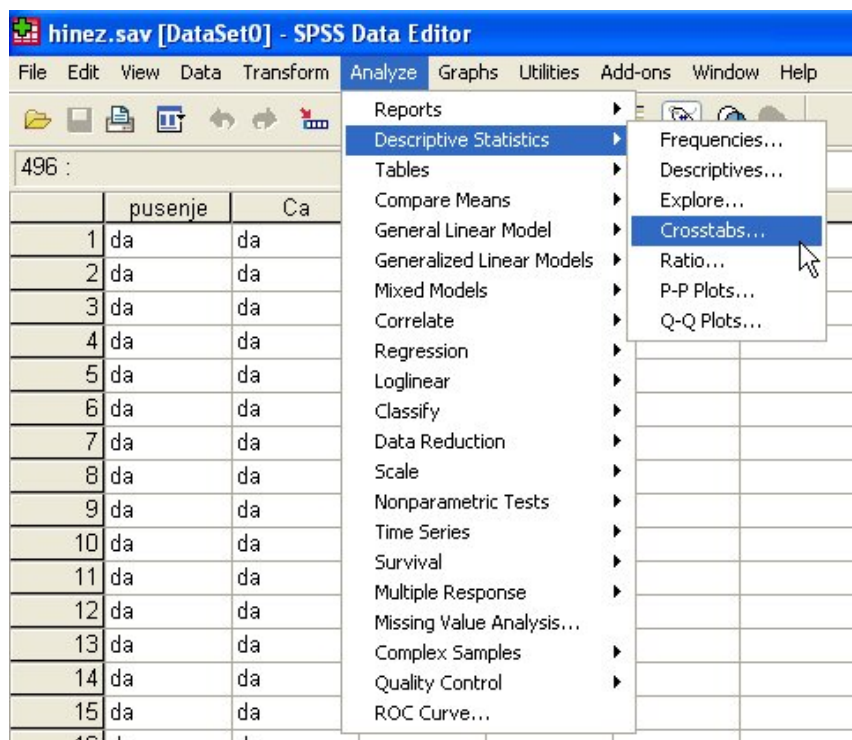 hinez.sav [DataSet0] - SPSS Data Editor
File Edit View Data Transform Analyze Graphs Utilities Add-ons Window Help
496 :
pusenje Ca
1 da da
2 da da
3 da da
4 da da
5 da da
6 da da
7 da da
8 da da
9 da da
10 da da
11 da da
12 da da
13 da da
14 da da
15 da da
Reports
Descriptive Statistics
Tables
Compare Means
General Linear Model
Generalized Linear Models
Mixed Models
Correlate
Regression
Loglinear
Classify
Data Reduction
Scale
Nonparametric Tests
Time Series
Survival
Multiple Response
Missing Value Analysis...
Complex Samples
Quality Control
ROC Curve...
Frequencies...
Descriptives...
Explore...
Crosstabs...
Ratio...
P-P Plots...
Q-Q Plots...